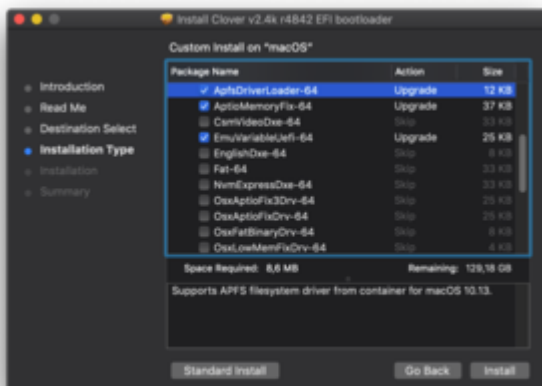 Install Clover v2.4k r4842 EFI bootloader
Custom Install on "macOS"
Package Name Action Size
Introduction
Read Me
Destination Select
Installation Type
Installation
Summary
ApfsDriverLoader-64 Upgrade 12 KB
AptioMemoryFix-64 Upgrade 37 KB
CsmVideoDxe-64 Skip 33 KB
EmuVariableUefi-64 Upgrade 25 KB
EnglishDxe-64 Skip 8 KB
Fat-64 Skip 33 KB
NvmExpressDxe-64 Skip 33 KB
OsxAptioFix3Drv-64 Skip 25 KB
OsxAptioFixDrv-64 Skip 25 KB
OsxFatBinaryDrv-64 Skip 8 KB
OsxLowMemFixDrv-64 Skip 4 KB
Space Required: 8,6 MB Remaining: 129,18 GB
Supports APFS filesystem driver from container for macOS 10.13.
Standard Install Go Back Install